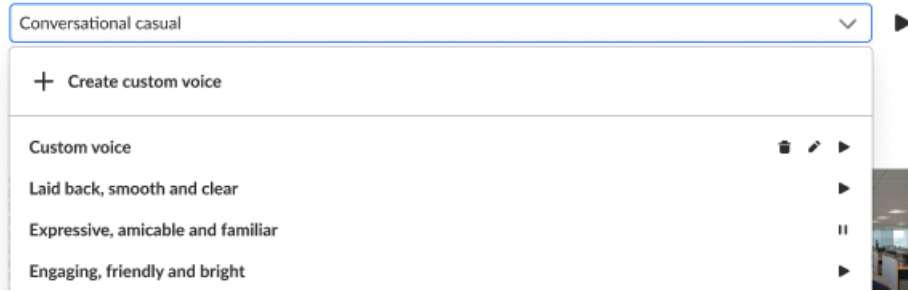 Conversational casual
Create custom voice
Custom voice
Laid back, smooth and clear
Expressive, amicable and familiar
Engaging, friendly and bright